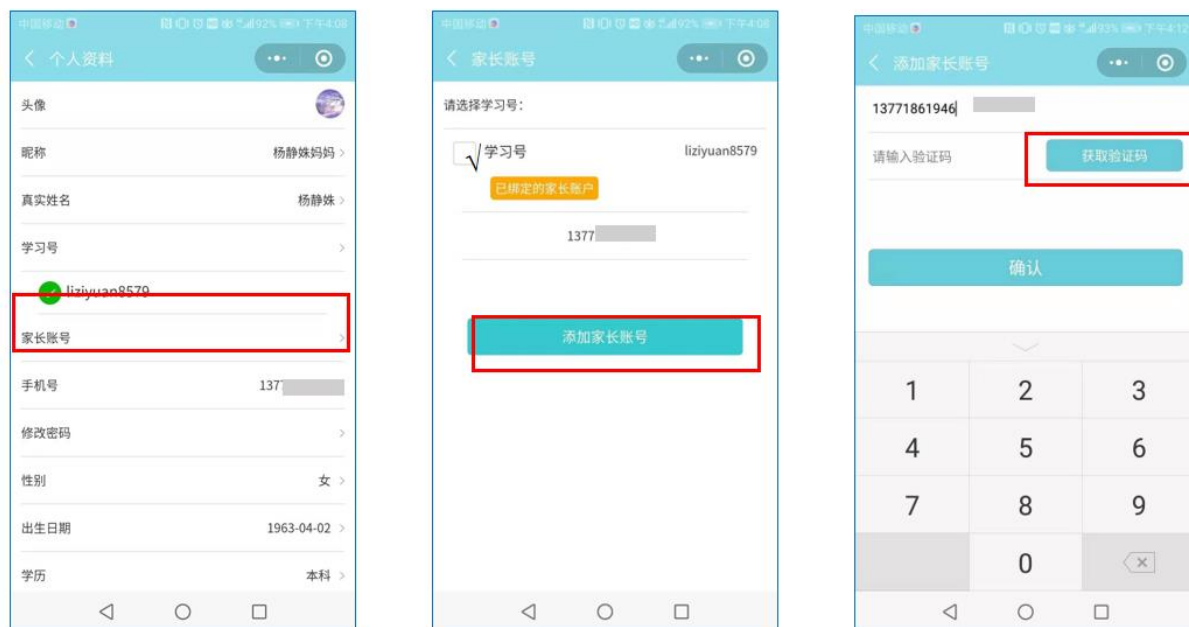 中国移动
92% 下午4:08
个人资料
头像
昵称 杨静姝妈妈
真实姓名 杨静姝
学习号
liziyuan8579
家长账号
手机号 137
修改密码
性别 女
出生日期 1963-04-02
学历 本科
中国移动
92% 下午4:08
家长账号
请选择学习号：
√ 学习号 liziyuan8579
已绑定的家长账户
1377
添加家长账号
中国移动
93% 下午4:12
添加家长账号
13771861946
请输入验证码 获取验证码
确认
1 2 3
4 5 6
7 8 9
0